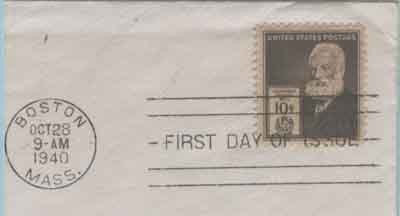 UNITED STATES POSTAGE
10¢
BOSTON
OCT 28
9-AM
1940
MASS.
FIRST DAY OF ISSUE